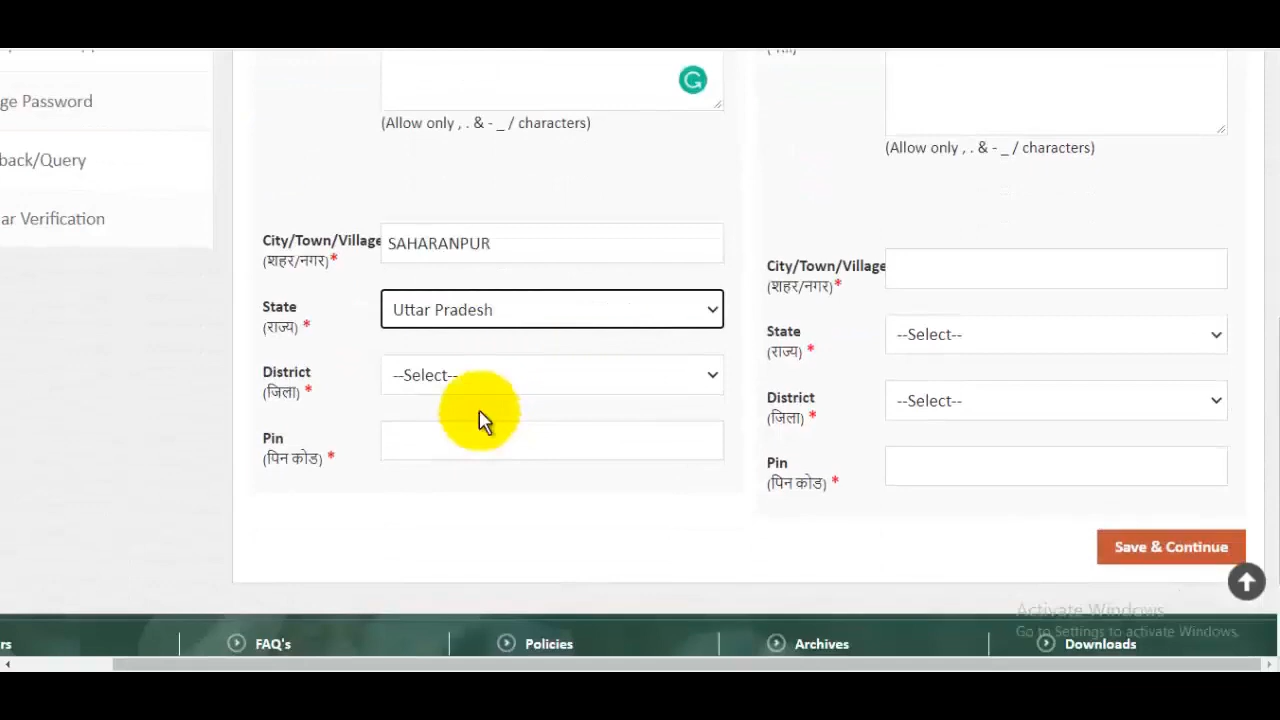 ge Password
back/Query
ar Verification
G
(Allow only , . & - _ / characters)
City/Town/Village
(शहर/नगर)*
SAHARANPUR
State
(राज्य) *
Uttar Pradesh
District
(जिला) *
--Select--
Pin
(पिन कोड) *
(Allow only , . & - _ / characters)
City/Town/Village
(शहर/नगर)*
State
(राज्य) *
--Select--
District
(जिला) *
--Select--
Pin
(पिन कोड) *
Save & Continue
Activate Windows
Go to Settings to activate Windows.
rs
FAQ's
Policies
Archives
Downloads